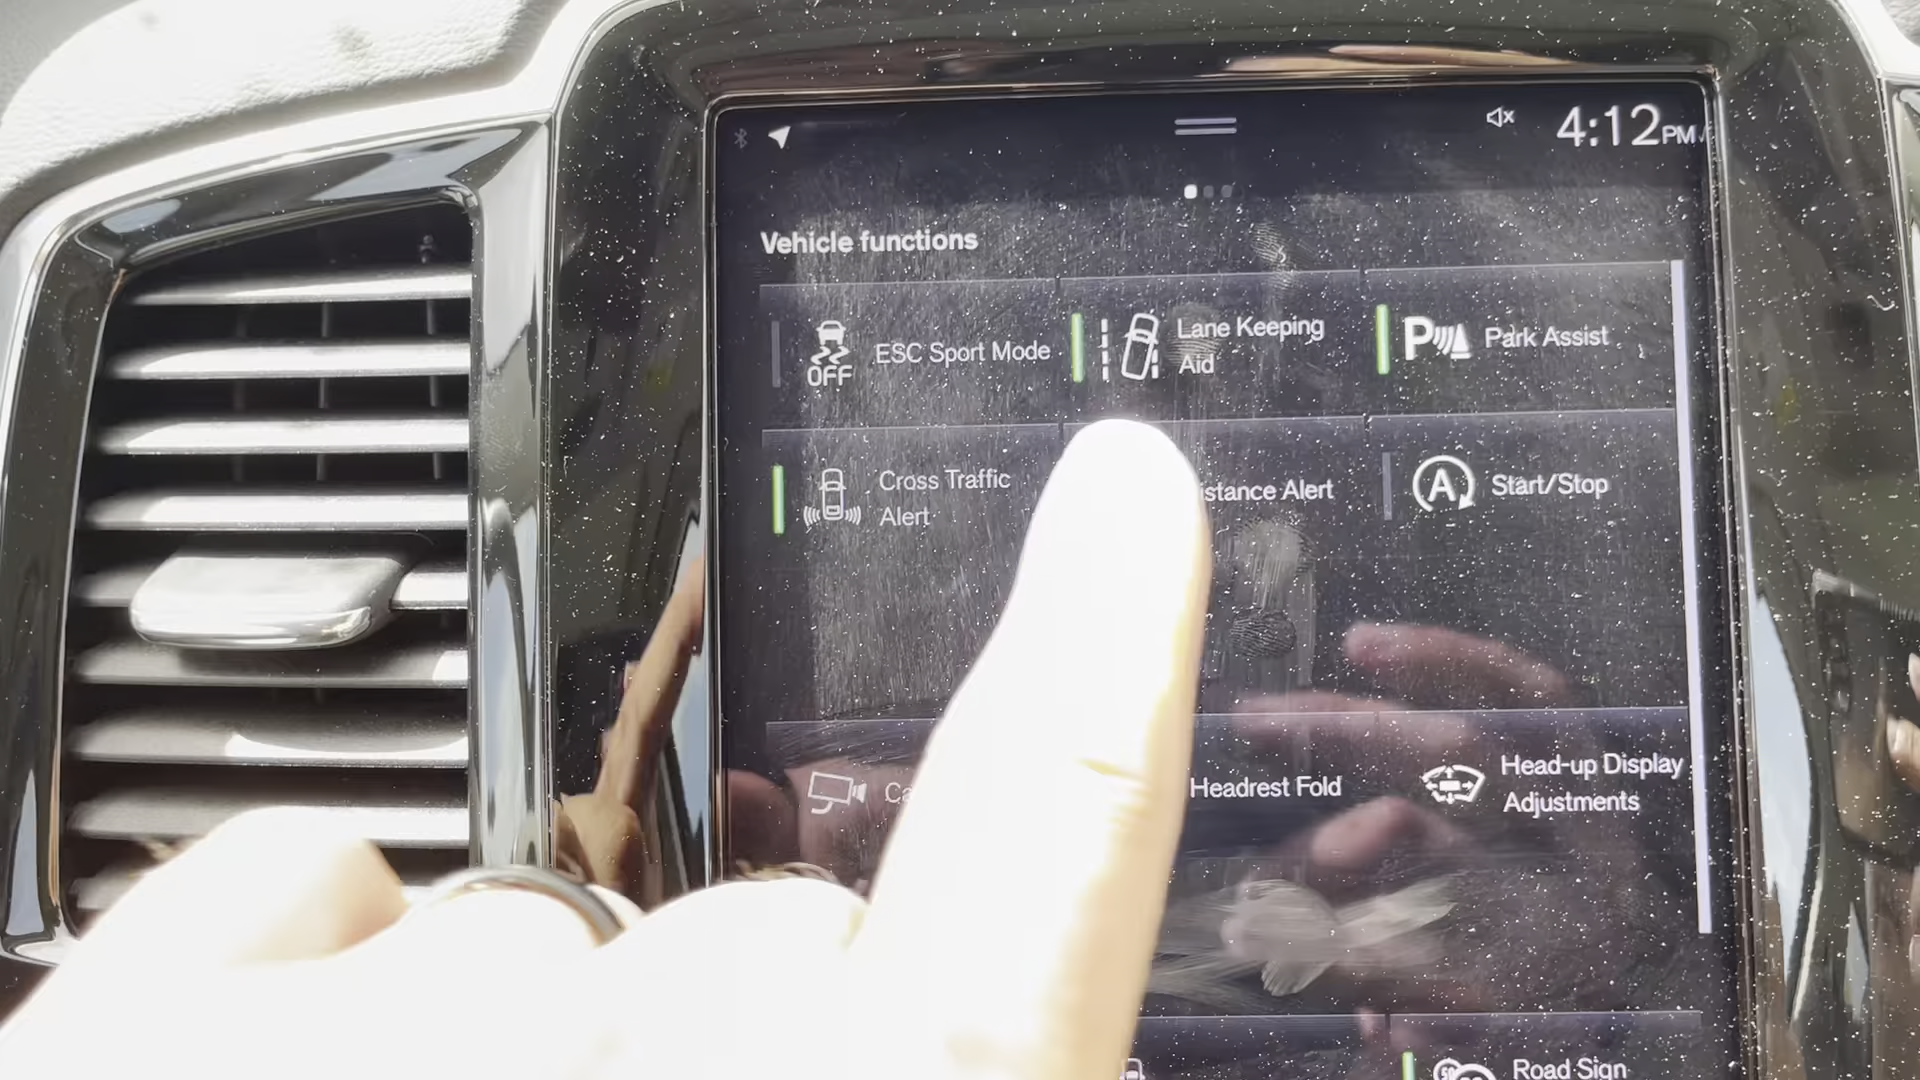 4:12PM
Vehicle functions
OFF
ESC Sport Mode
Lane Keeping
Aid
P
Park Assist
Cross Traffic
Alert
Alert
A
Start/Stop
Headrest Fold
Head-up Display
Adjustments
Road Sign